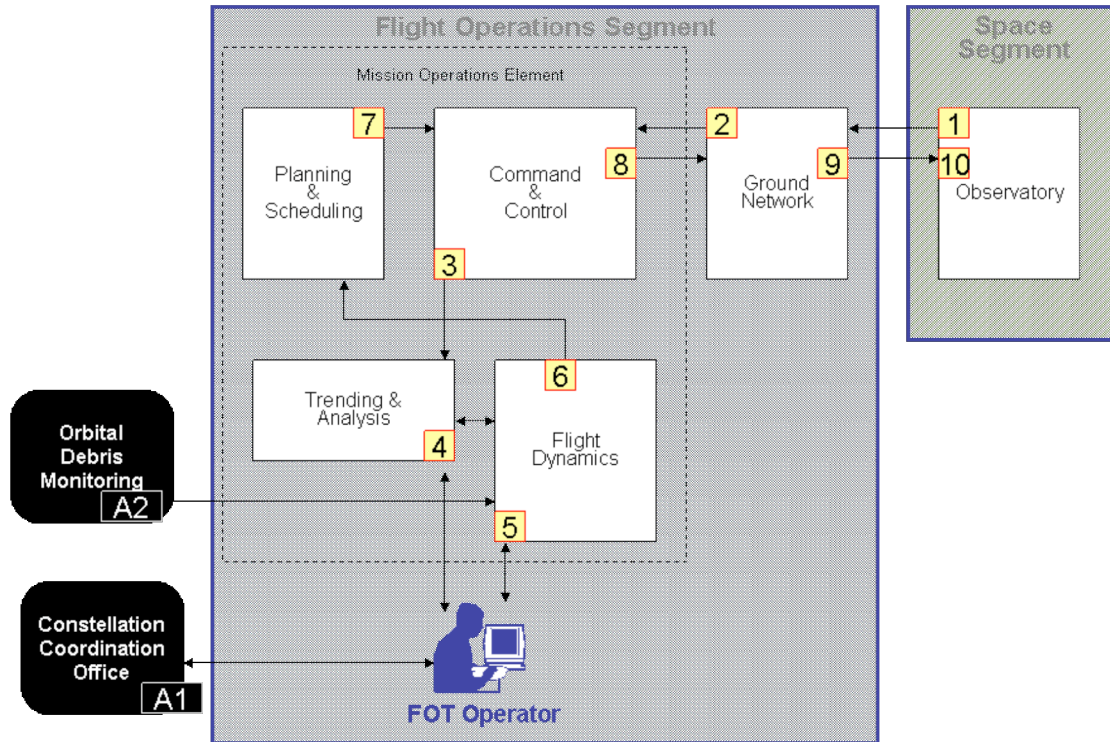 Flight Operations Segment
Space
Segment
Mission Operations Element
7
2
1
8
9
10
Planning
&
Scheduling
Command
&
Control
Ground
Network
Observatory
3
6
Trending &
Analysis
4
Flight
Dynamics
5
Orbital
Debris
Monitoring
A2
Constellation
Coordination
Office
A1
FOT Operator